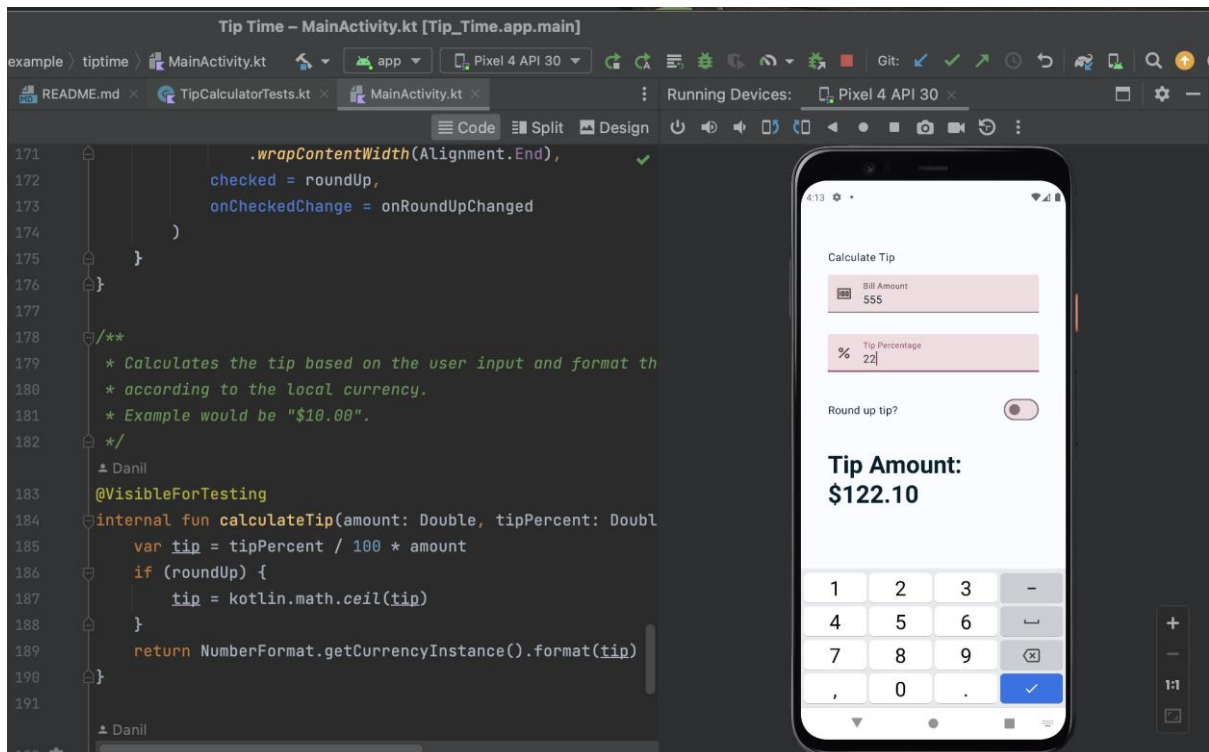 Tip Time – MainActivity.kt [Tip_Time.app.main]
example 〉 tiptime 〉 MainActivity.kt app Pixel 4 API 30 Git:
README.md × TipCalculatorTests.kt × MainActivity.kt × Running Devices: Pixel 4 API 30 ×
Code Split Design
171 .wrapContentWidth(Alignment.End),
172 checked = roundUp,
173 onCheckedChange = onRoundUpChanged
174 )
175 }
176 }
177
178 /**
179 * Calculates the tip based on the user input and format th
180 * according to the local currency.
181 * Example would be "$10.00".
182 */
Danil
183 @VisibleForTesting
184 internal fun calculateTip(amount: Double, tipPercent: Doubl
185 var tip = tipPercent / 100 * amount
186 if (roundUp) {
187 tip = kotlin.math.ceil(tip)
188 }
189 return NumberFormat.getCurrencyInstance().format(tip)
190 }
191
Danil
4:13
Calculate Tip
Bill Amount
555
Tip Percentage
% 22
Round up tip?
Tip Amount:
$122.10
1 2 3 –
4 5 6
7 8 9
, 0 .
+
–
1:1